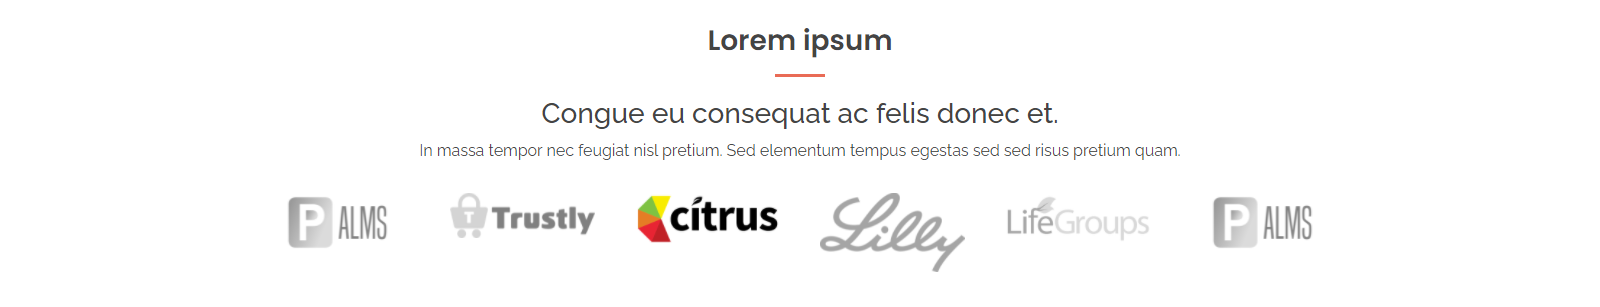 Lorem ipsum
Congue eu consequat ac felis donec et.
In massa tempor nec feugiat nisl pretium. Sed elementum tempus egestas sed sed risus pretium quam.
P ALMS T Trustly cítrus Lilly LifeGroups P ALMS